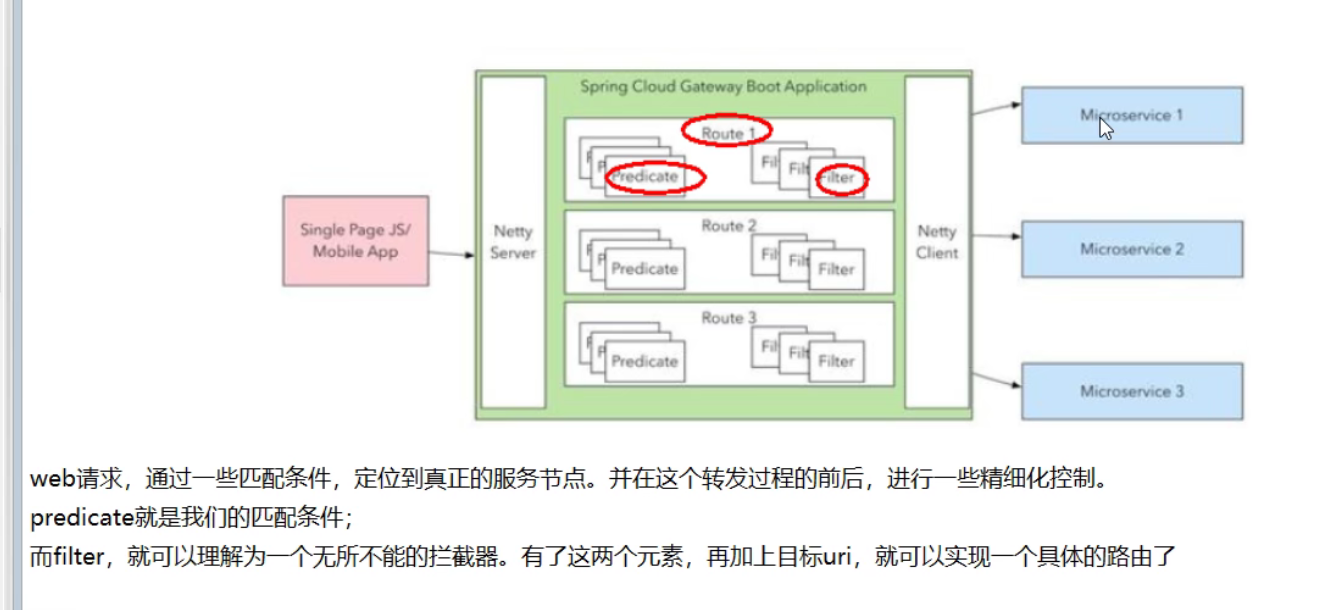 Spring Cloud Gateway Boot Application
Route 1
Predicate
Filter
Single Page JS/
Mobile App
Netty
Server
Route 2
Predicate
Filter
Netty
Client
Route 3
Predicate
Filter
Microservice 1
Microservice 2
Microservice 3
web请求，通过一些匹配条件，定位到真正的服务节点。并在这个转发过程的前后，进行一些精细化控制。
predicate就是我们的匹配条件；
而filter，就可以理解为一个无所不能的拦截器。有了这两个元素，再加上目标uri，就可以实现一个具体的路由了